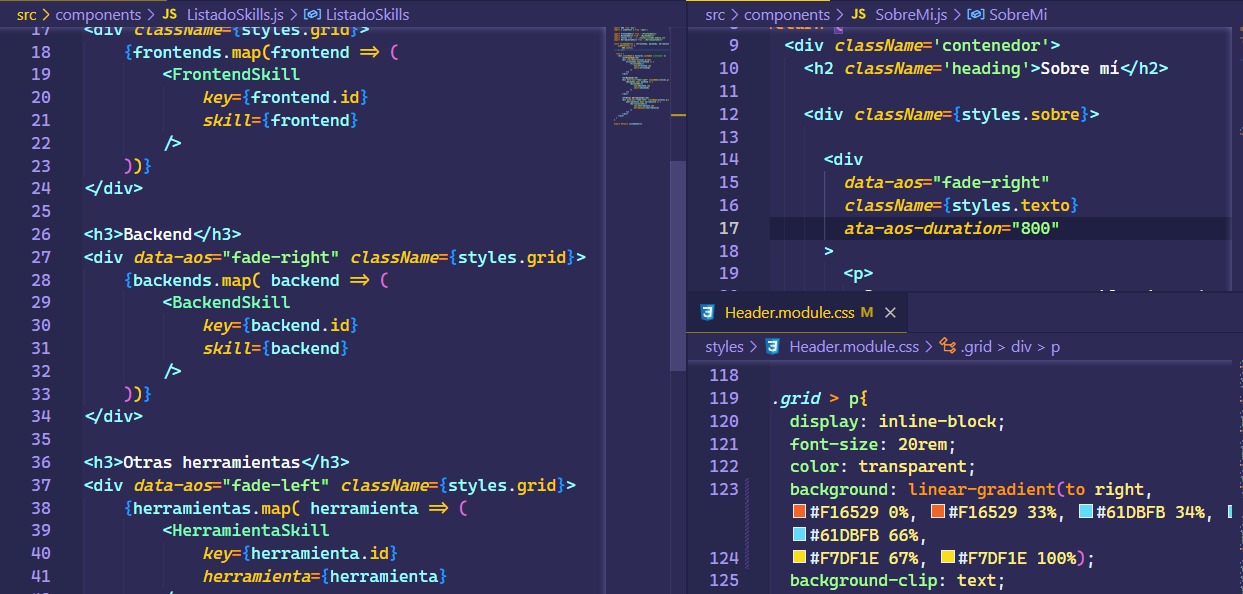 src > components > JS ListadoSkills.js > ListadoSkills
17 <div className={styles.grid}>
18 {frontends.map(frontend => (
19 <FrontendSkill
20 key={frontend.id}
21 skill={frontend}
22 />
23 ))}
24 </div>
25
26 <h3>Backend</h3>
27 <div data-aos="fade-right" className={styles.grid}>
28 {backends.map( backend => (
29 <BackendSkill
30 key={backend.id}
31 skill={backend}
32 />
33 ))}
34 </div>
35
36 <h3>Otras herramientas</h3>
37 <div data-aos="fade-left" className={styles.grid}>
38 {herramientas.map( herramienta => (
39 <HerramientaSkill
40 key={herramienta.id}
41 herramienta={herramienta}
src > components > JS SobreMi.js > SobreMi
9 <div className='contenedor'>
10 <h2 className='heading'>Sobre mí</h2>
11
12 <div className={styles.sobre}>
13
14 <div
15 data-aos="fade-right"
16 className={styles.texto}
17 ata-aos-duration="800"
18 >
19 <p>
Header.module.css M ×
styles > Header.module.css > .grid > div > p
118
119 .grid > p{
120 display: inline-block;
121 font-size: 20rem;
122 color: transparent;
123 background: linear-gradient(to right,
#F16529 0%, #F16529 33%, #61DBFB 34%,
#61DBFB 66%,
124 #F7DF1E 67%, #F7DF1E 100%);
125 background-clip: text;